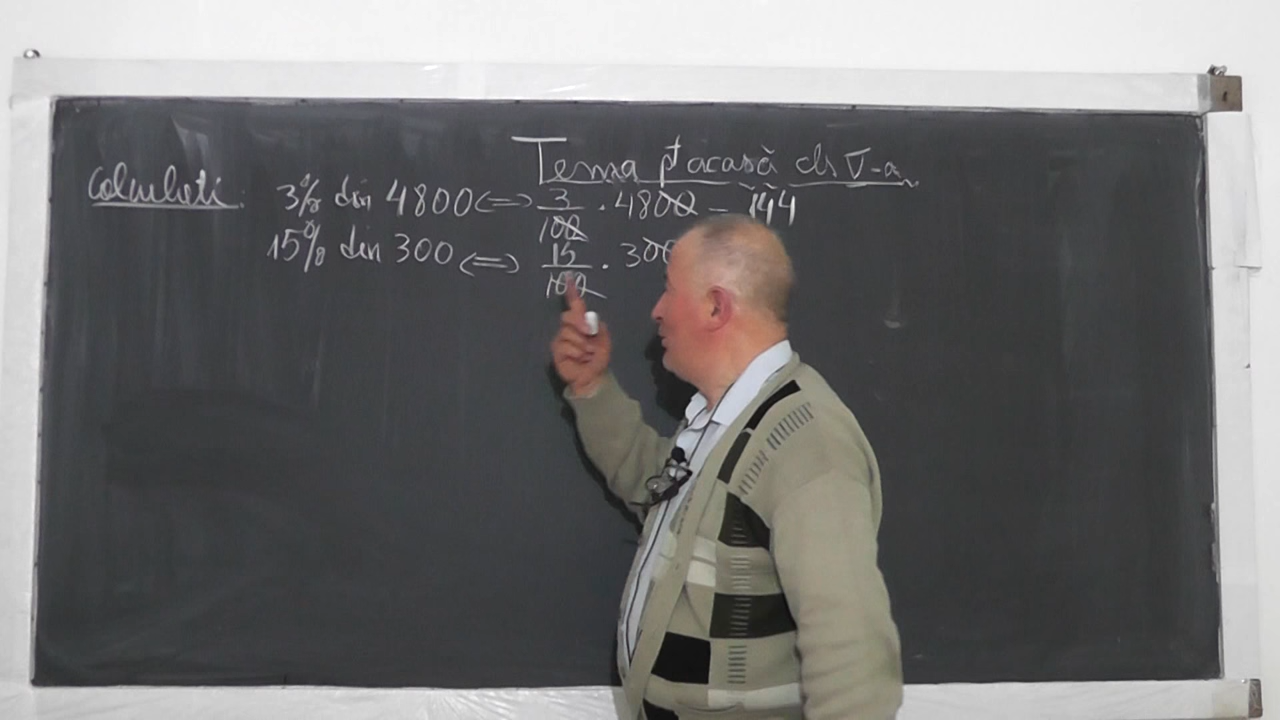 Tema pt acasă cls V-a
Calculați: 3% din 4800 <=> 3/100 . 4800 = 144
15% din 300 <=> 15/100 . 300